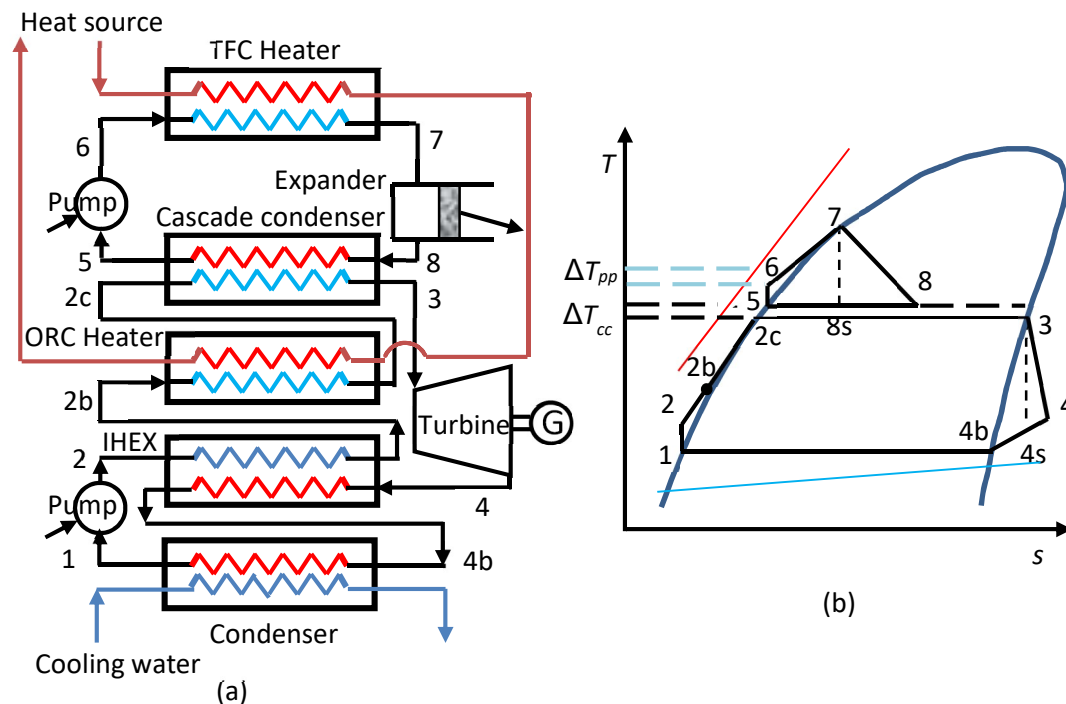 Heat source
TFC Heater
6
7
Pump
Expander
Cascade condenser
5
8
2c
3
ORC Heater
2b
Turbine
G
IHEX
2
Pump
4
1
4b
Condenser
Cooling water
(a)
T
7
ΔTpp
6
8
5
ΔTcc
2c
8s
3
2b
2
4
4b
1
4s
s
(b)